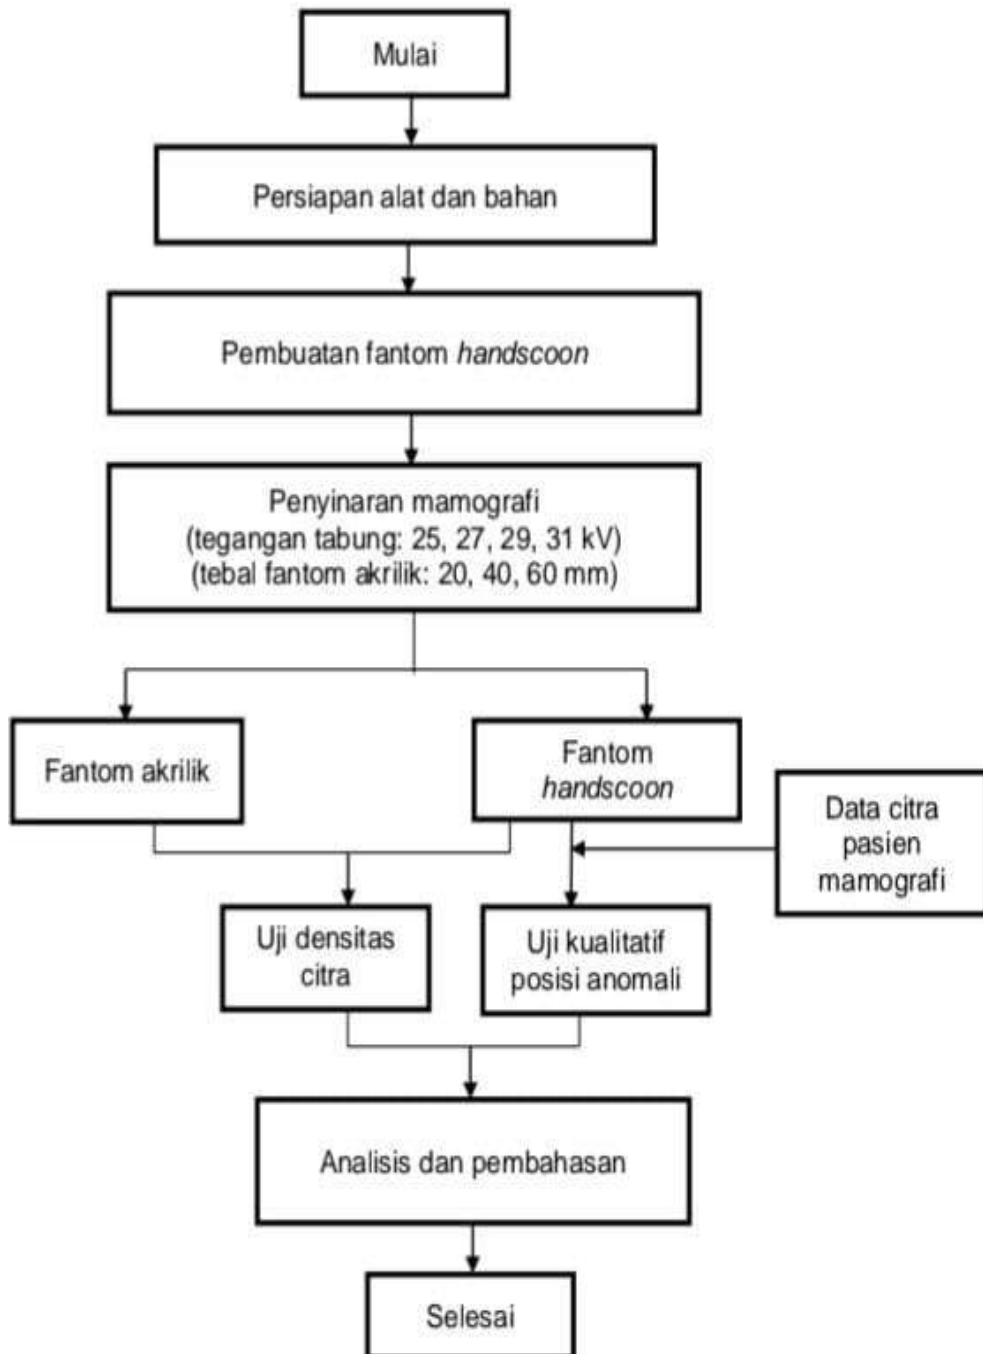 Mulai
Persiapan alat dan bahan
Pembuatan fantom handscoon
Penyinaran mamografi
(tegangan tabung: 25, 27, 29, 31 kV)
(tebal fantom akrilik: 20, 40, 60 mm)
Fantom akrilik
Fantom
handscoon
Data citra
pasien
mamografi
Uji densitas
citra
Uji kualitatif
posisi anomali
Analisis dan pembahasan
Selesai